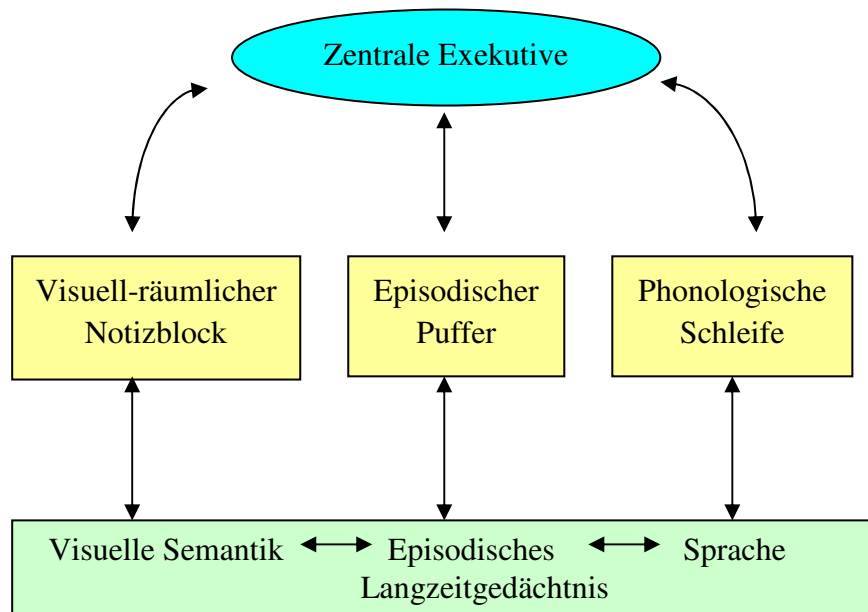 Zentrale Exekutive
Visuell-räumlicher
Notizblock
Episodischer
Puffer
Phonologische
Schleife
Visuelle Semantik
Episodisches
Langzeitgedächtnis
Sprache